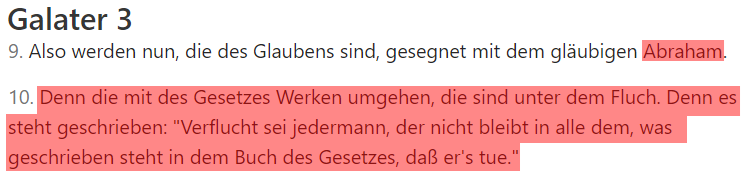 Galater 3
9. Also werden nun, die des Glaubens sind, gesegnet mit dem gläubigen Abraham.
10. Denn die mit des Gesetzes Werken umgehen, die sind unter dem Fluch. Denn es
steht geschrieben: "Verflucht sei jedermann, der nicht bleibt in alle dem, was
geschrieben steht in dem Buch des Gesetzes, daß er's tue."